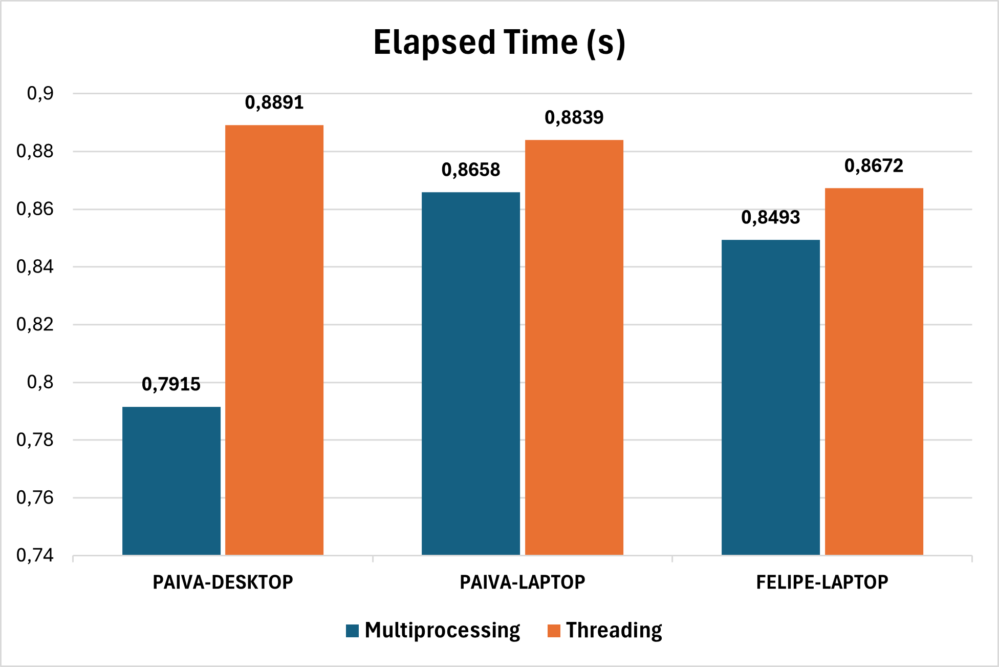 Elapsed Time (s)
0,9
0,88
0,86
0,84
0,82
0,8
0,78
0,76
0,74
0,7915
0,8891
0,8658
0,8839
0,8493
0,8672
PAIVA-DESKTOP
PAIVA-LAPTOP
FELIPE-LAPTOP
Multiprocessing
Threading